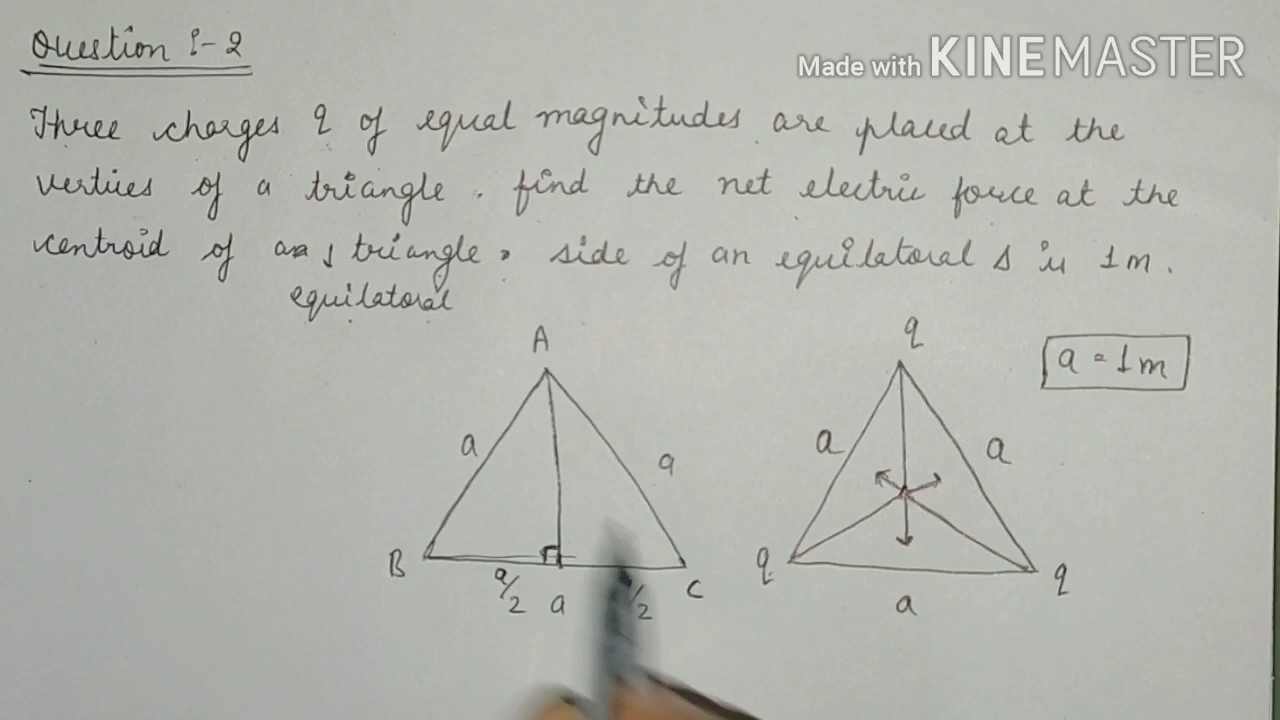 Question :- 2
Made with KINEMASTER
Three charges q of equal magnitudes are placed at the
vertices of a triangle. find the net electric force at the
centroid of an triangle. side of an equilatoral Δ is 1m.
equilatoral
A
q
a = 1m
a
a
a
a
B
C
q
q
a/2
a
/2
a